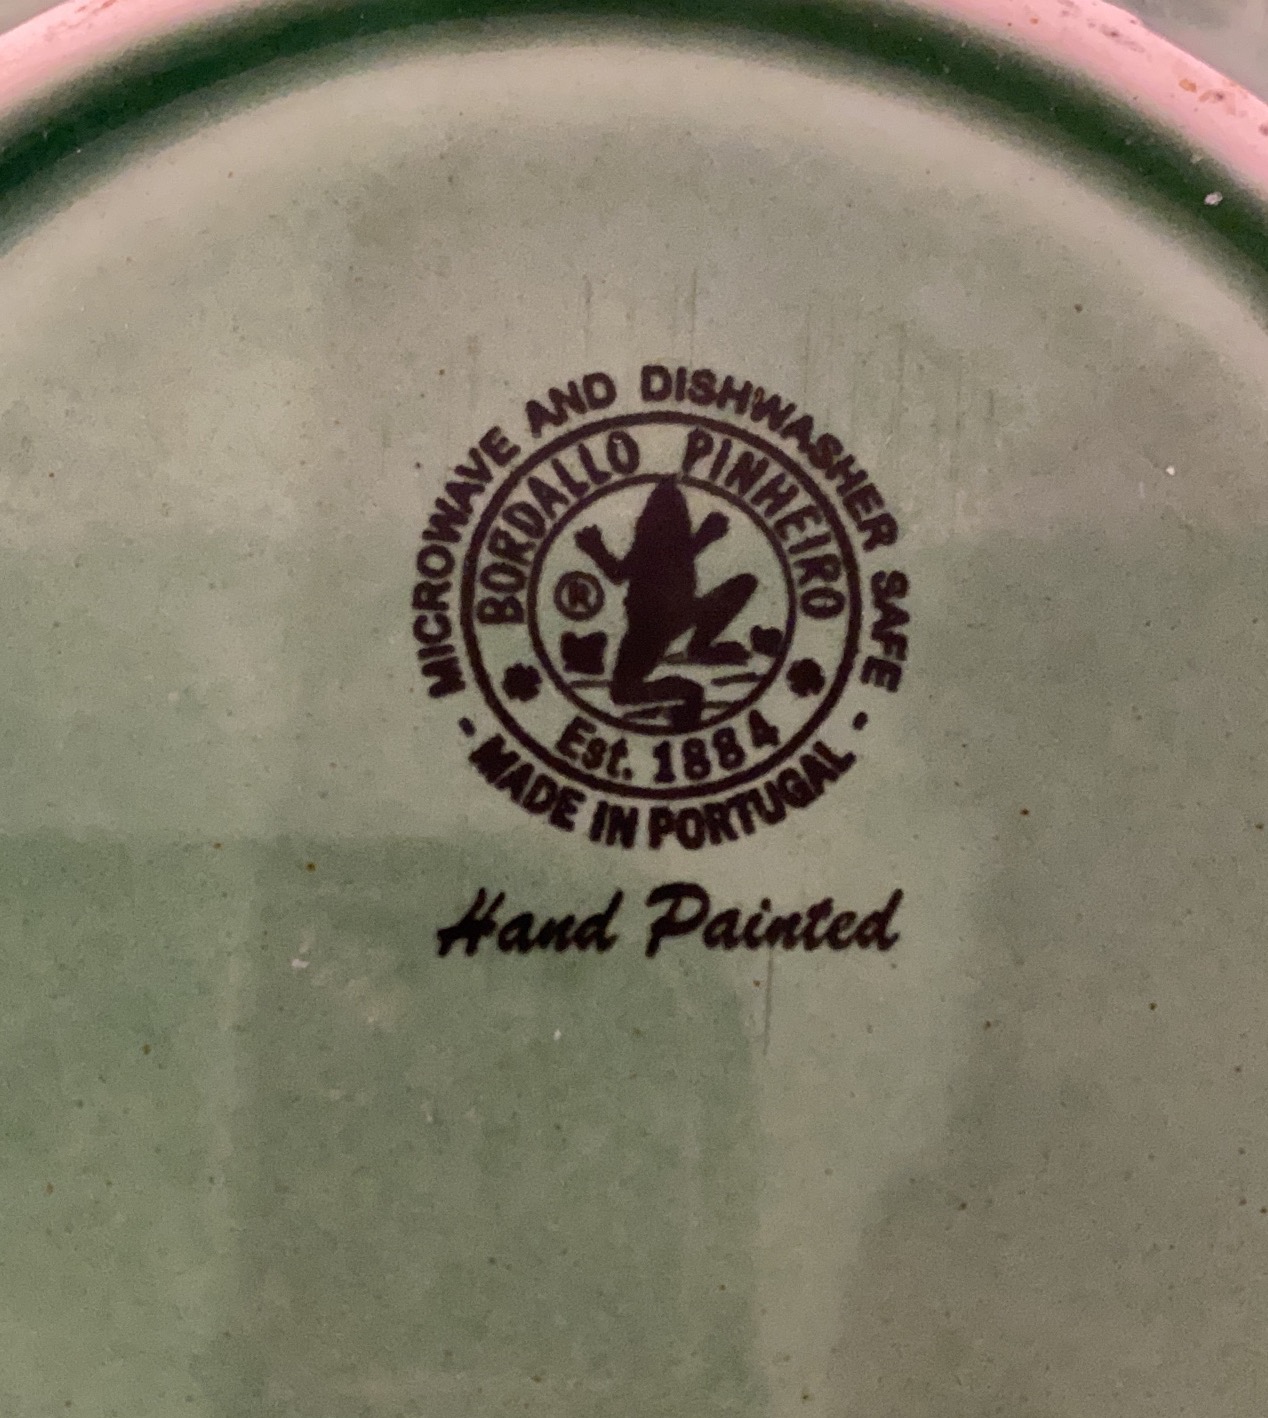 MICROWAVE AND DISHWASHER SAFE
BORDALLO PINHEIRO
®
Est. 1884
- MADE IN PORTUGAL -
Hand Painted